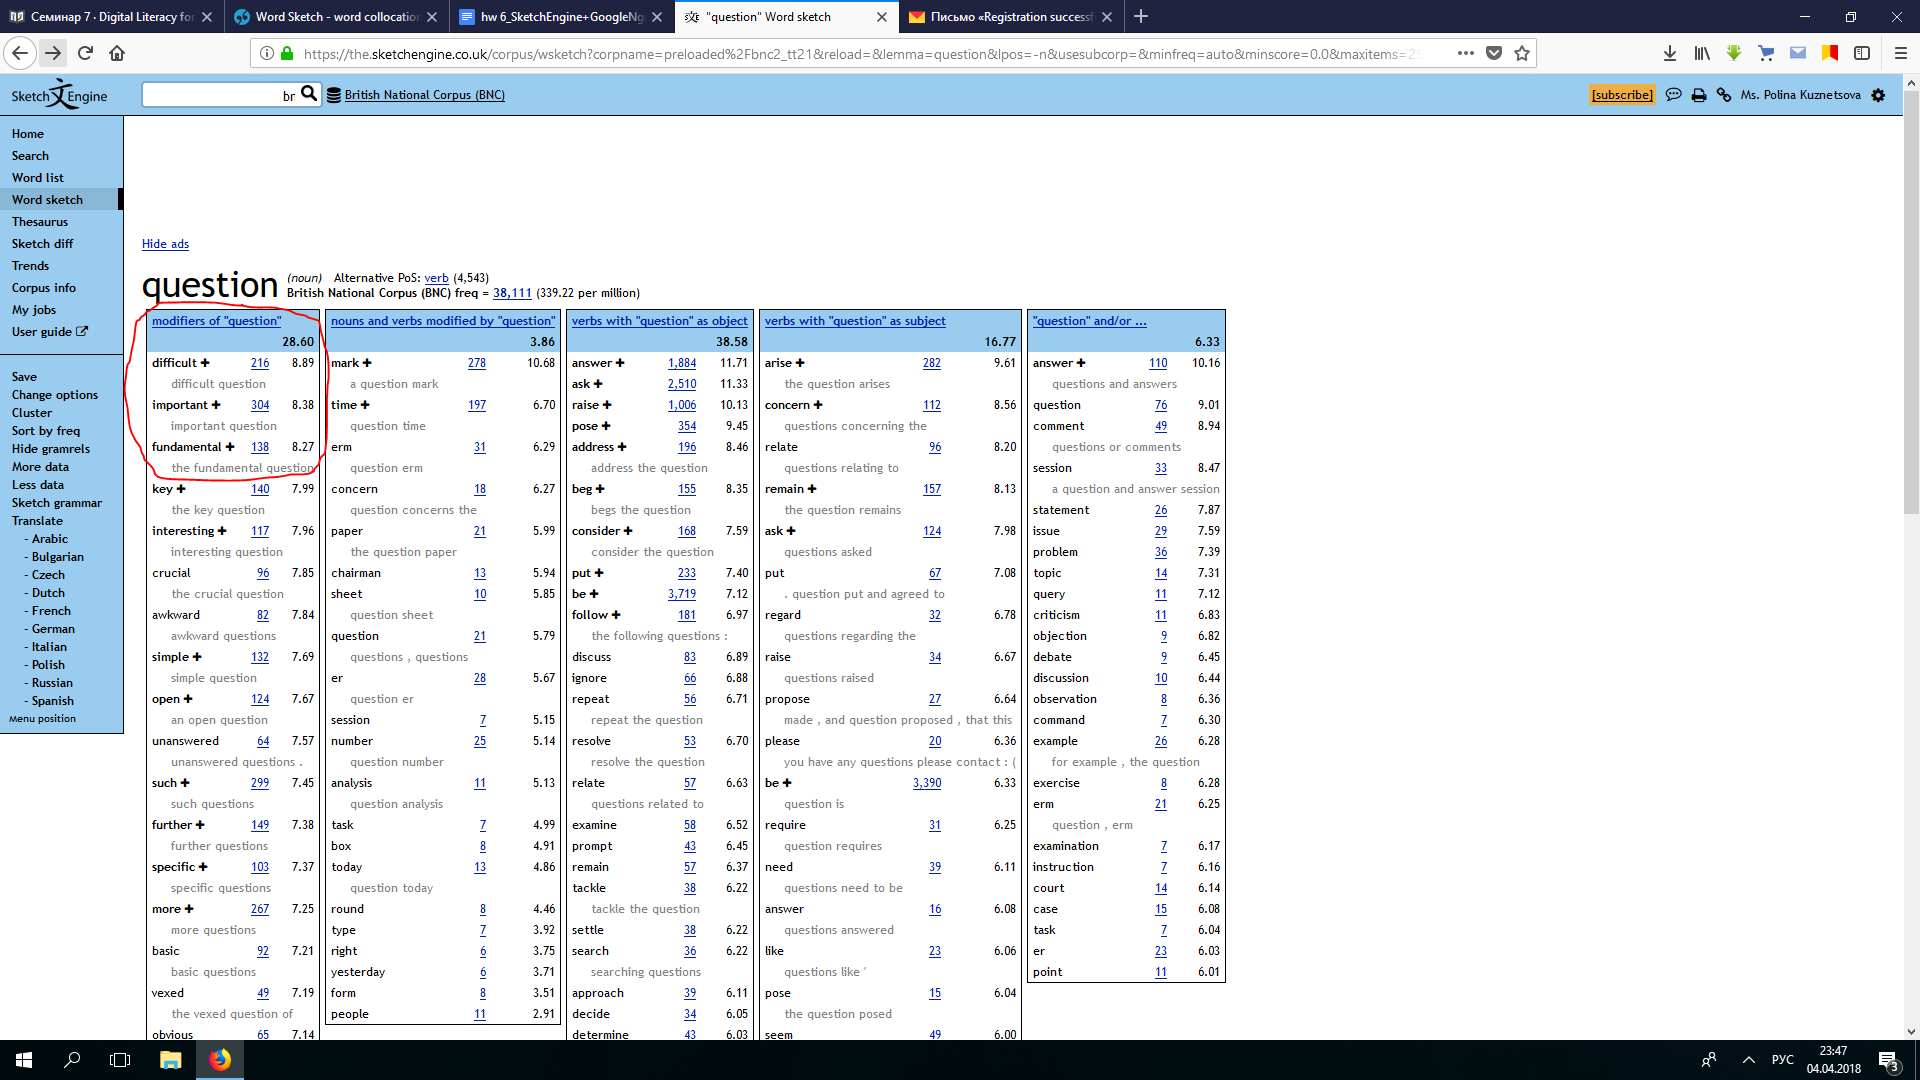 Семинар 7 · Digital Literacy for
Word Sketch - word collocation
hw 6_SketchEngine+GoogleNg
"question" Word sketch
Письмо «Registration successf
https://the.sketchengine.co.uk/corpus/wsketch?corpname=preloaded%2Fbnc2_tt21&reload=&lemma=question&lpos=-n&usesubcorp=&minfreq=auto&minscore=0.0&maxitems=25
Sketch Engine
British National Corpus (BNC)
[subscribe]
Ms. Polina Kuznetsova
Home
Search
Word list
Word sketch
Thesaurus
Sketch diff
Trends
Corpus info
My jobs
User guide
Save
Change options
Cluster
Sort by freq
Hide gramrels
More data
Less data
Sketch grammar
Translate
- Arabic
- Bulgarian
- Czech
- Dutch
- French
- German
- Italian
- Polish
- Russian
- Spanish
Menu position
Hide ads
question (noun) Alternative PoS: verb (4,543)
British National Corpus (BNC) freq = 38,111 (339.22 per million)
modifiers of "question"
28.60
difficult + 216 8.89
difficult question
important + 304 8.38
important question
fundamental + 138 8.27
the fundamental question
key + 140 7.99
the key question
interesting + 117 7.96
interesting question
crucial 96 7.85
the crucial question
awkward 82 7.84
awkward questions
simple + 132 7.69
simple question
open + 124 7.67
an open question
unanswered 64 7.57
unanswered questions .
such + 299 7.45
such questions
further + 149 7.38
further questions
specific + 103 7.37
specific questions
more + 267 7.25
more questions
basic 92 7.21
basic questions
vexed 49 7.19
the vexed question of
obvious 65 7.14
nouns and verbs modified by "question"
3.86
mark + 278 10.68
a question mark
time + 197 6.70
question time
erm 31 6.29
question erm
concern 18 6.27
question concerns the
paper 21 5.99
the question paper
chairman 13 5.94
sheet 10 5.85
question sheet
question 21 5.79
questions , questions
er 28 5.67
question er
session 7 5.15
number 25 5.14
question number
analysis 11 5.13
question analysis
task 7 4.99
box 8 4.91
today 13 4.86
question today
round 8 4.46
type 7 3.92
right 6 3.75
yesterday 6 3.71
form 8 3.51
people 11 2.91
verbs with "question" as object
38.58
answer + 1,884 11.71
ask + 2,510 11.33
raise + 1,006 10.13
pose + 354 9.45
address + 196 8.46
address the question
beg + 155 8.35
begs the question
consider + 168 7.59
consider the question
put + 233 7.40
be + 3,719 7.12
follow + 181 6.97
the following questions :
discuss 83 6.89
ignore 66 6.88
repeat 56 6.71
repeat the question
resolve 53 6.70
resolve the question
relate 57 6.63
questions related to
examine 58 6.52
prompt 43 6.45
remain 57 6.37
tackle 38 6.22
tackle the question
settle 38 6.22
search 36 6.22
searching questions
approach 39 6.11
decide 34 6.05
determine 43 6.03
verbs with "question" as subject
16.77
arise + 282 9.61
the question arises
concern + 112 8.56
questions concerning the
relate 96 8.20
questions relating to
remain + 157 8.13
the question remains
ask + 124 7.98
questions asked
put 67 7.08
. question put and agreed to
regard 32 6.78
questions regarding the
raise 34 6.67
questions raised
propose 27 6.64
made , and question proposed , that this
please 20 6.36
you have any questions please contact : (
be + 3,390 6.33
question is
require 31 6.25
question requires
need 39 6.11
questions need to be
answer 16 6.08
questions answered
like 23 6.06
questions like '
pose 15 6.04
the question posed
seem 49 6.00
"question" and/or ...
6.33
answer + 110 10.16
questions and answers
question 76 9.01
comment 49 8.94
questions or comments
session 33 8.47
a question and answer session
statement 26 7.87
issue 29 7.59
problem 36 7.39
topic 14 7.31
query 11 7.12
criticism 11 6.83
objection 9 6.82
debate 9 6.45
discussion 10 6.44
observation 8 6.36
command 7 6.30
example 26 6.28
for example , the question
exercise 8 6.28
erm 21 6.25
question , erm
examination 7 6.17
instruction 7 6.16
court 14 6.14
case 15 6.08
task 7 6.04
er 23 6.03
point 11 6.01
РУС
23:47
04.04.2018
3